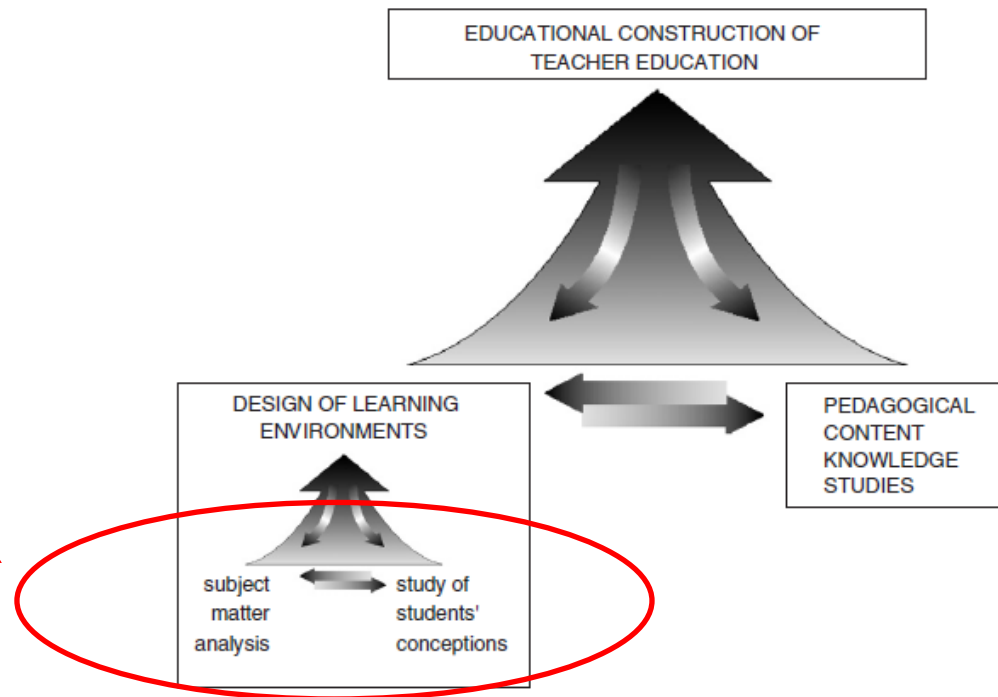 EDUCATIONAL CONSTRUCTION OF
TEACHER EDUCATION
DESIGN OF LEARNING
ENVIRONMENTS
subject
matter
analysis
study of
students'
conceptions
PEDAGOGICAL
CONTENT
KNOWLEDGE
STUDIES